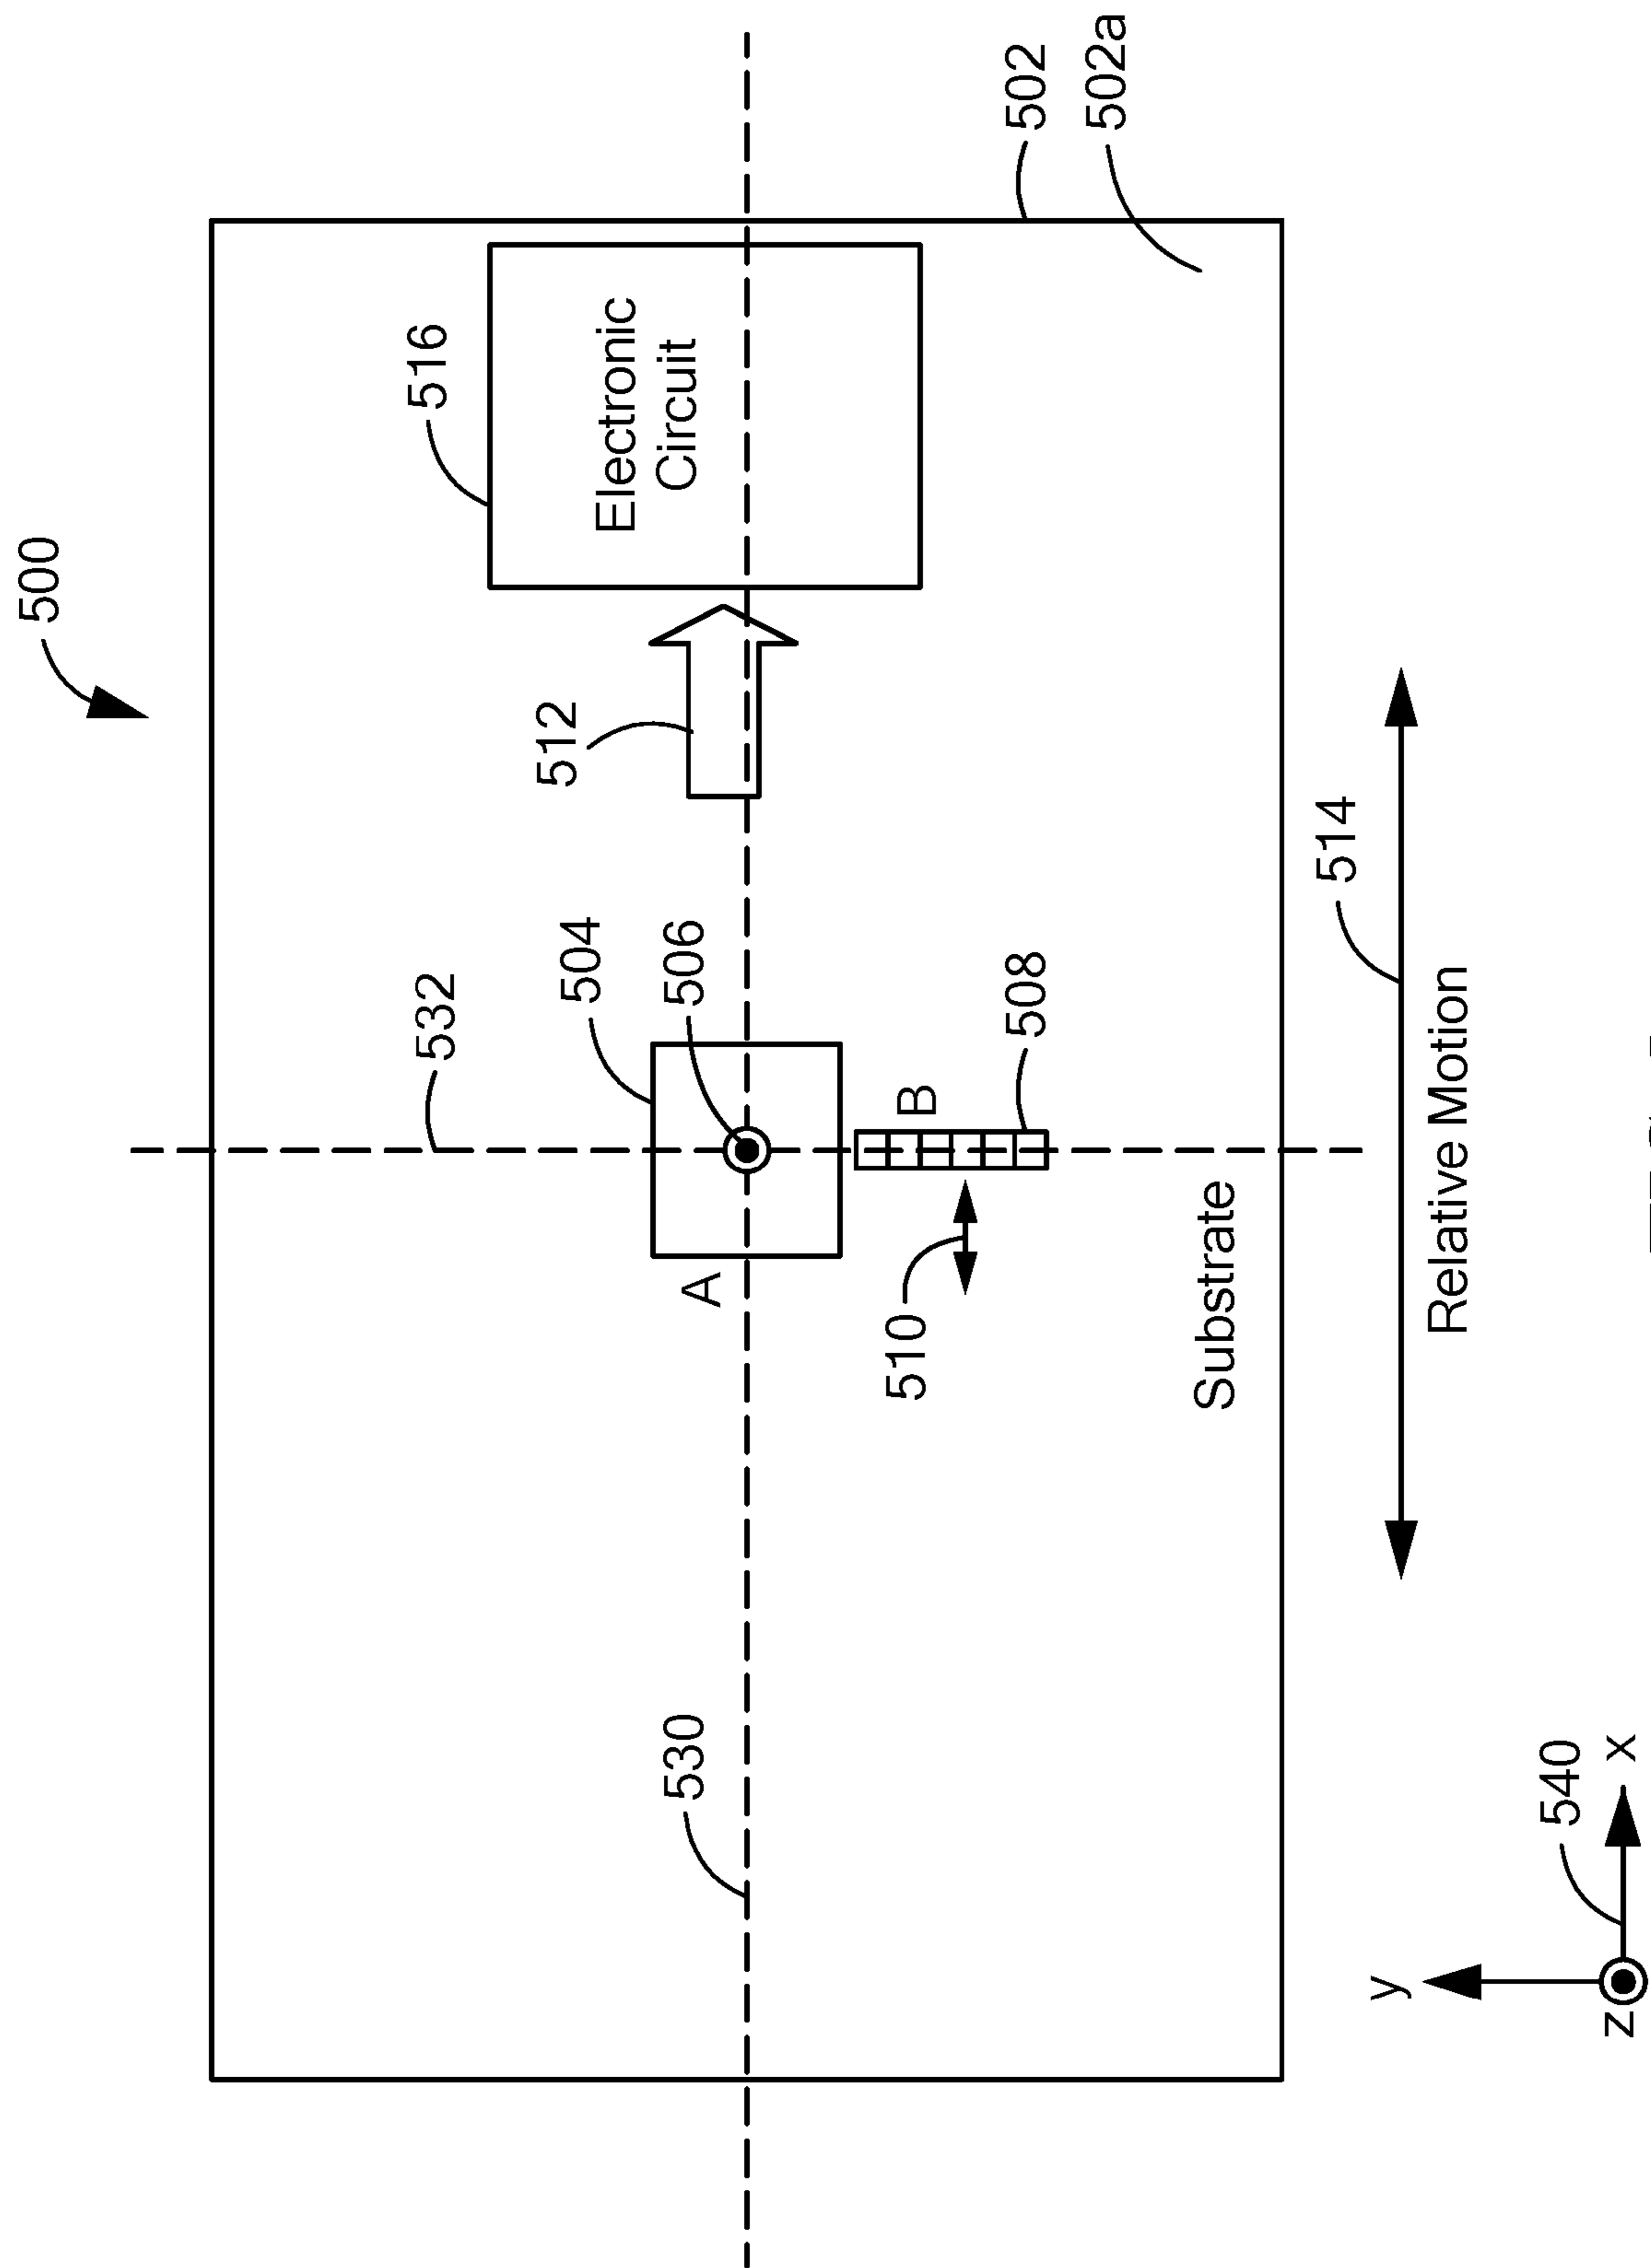 500
532
516
512
504
Electronic
Circuit
530
506
A
510
B
508
502
502a
Substrate
514
y
Relative Motion
540
z
x